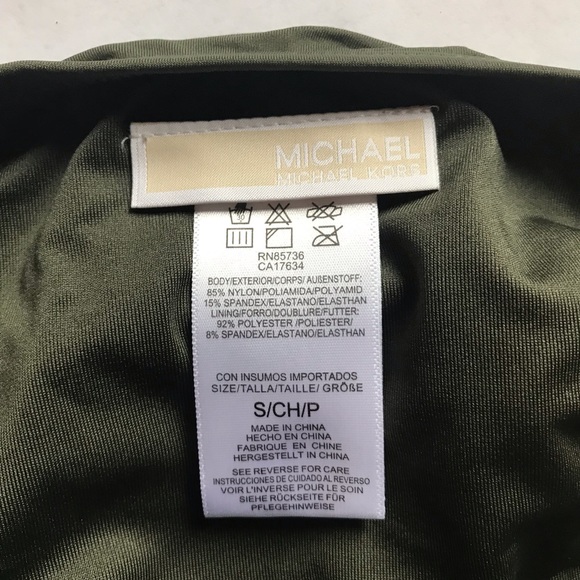 MICHAEL
MICHAEL KORS
RN85736
CA17634
BODY/EXTERIOR/CORPS/ AUßENSTOFF:
85% NYLON/POLIAMIDA/POLYAMID
15% SPANDEX/ELASTANO/ELASTHAN
LINING/FORRO/DOUBLURE/FUTTER:
92% POLYESTER /POLIESTER/
8% SPANDEX/ELASTANO/ELASTHAN
CON INSUMOS IMPORTADOS
SIZE/TALLA/TAILLE/ GRÖßE
S/CH/P
MADE IN CHINA
HECHO EN CHINA
FABRIQUE EN CHINE
HERGESTELLT IN CHINA
SEE REVERSE FOR CARE
INSTRUCCIONES DE CUIDADO AL REVERSO
VOIR L'INVERSE POUR LE SOIN
SIEHE RÜCKSEITE FÜR
PFLEGEHINWEISE